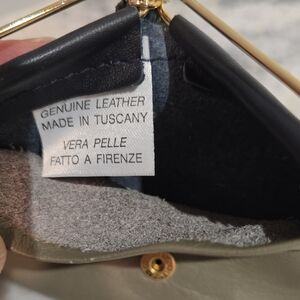 GENUINE LEATHER
MADE IN TUSCANY
VERA PELLE
FATTO A FIRENZE